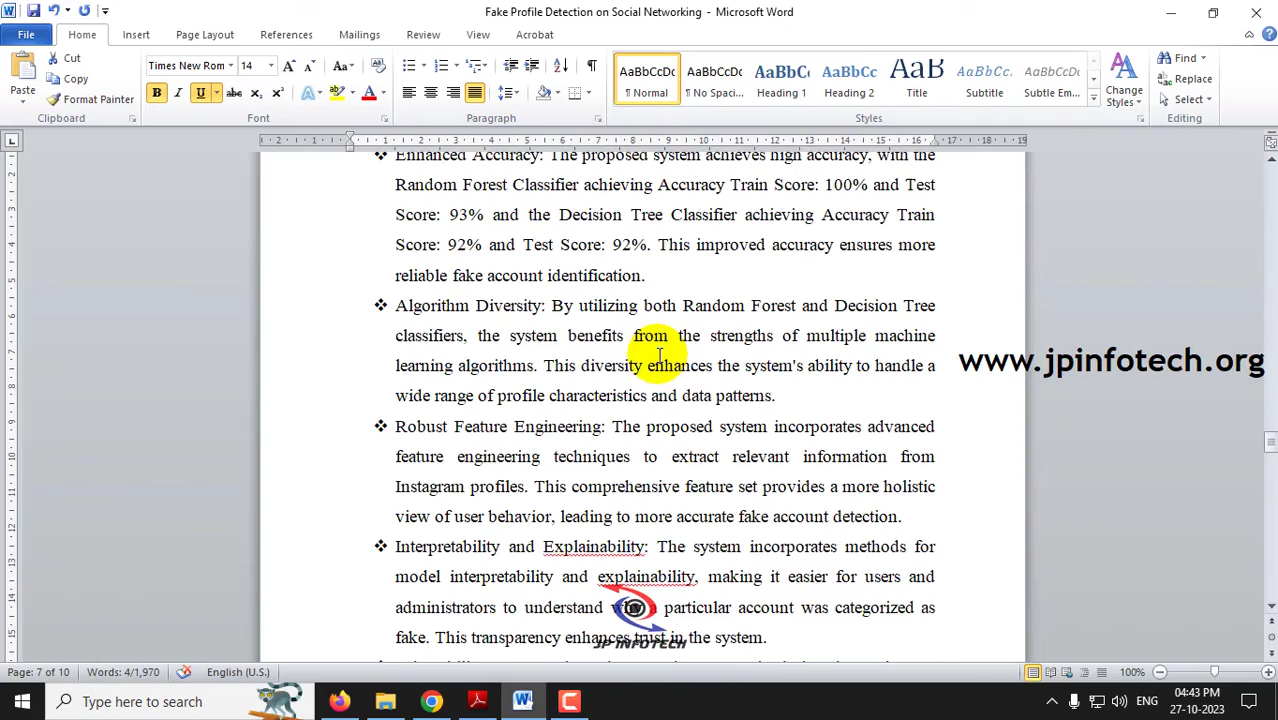 Fake Profile Detection on Social Networking - Microsoft Word
File Home Insert Page Layout References Mailings Review View Acrobat
Paste
Cut
Copy
Format Painter
Clipboard
Times New Rom 14
Font
Paragraph
AaBbCcDc AaBbCcDc AaBbC AaBbCc AaB AaBbCc AaBbCcDc
Normal No Spaci... Heading 1 Heading 2 Title Subtitle Subtle Em...
Styles
Change Styles
Find
Replace
Select
Editing
Enhanced Accuracy: The proposed system achieves high accuracy, with the
Random Forest Classifier achieving Accuracy Train Score: 100% and Test
Score: 93% and the Decision Tree Classifier achieving Accuracy Train
Score: 92% and Test Score: 92%. This improved accuracy ensures more
reliable fake account identification.
Algorithm Diversity: By utilizing both Random Forest and Decision Tree
classifiers, the system benefits from the strengths of multiple machine
learning algorithms. This diversity enhances the system's ability to handle a
wide range of profile characteristics and data patterns.
www.jpinfotech.org
Robust Feature Engineering: The proposed system incorporates advanced
feature engineering techniques to extract relevant information from
Instagram profiles. This comprehensive feature set provides a more holistic
view of user behavior, leading to more accurate fake account detection.
Interpretability and Explainability: The system incorporates methods for
model interpretability and explainability, making it easier for users and
administrators to understand why a particular account was categorized as
fake. This transparency enhances trust in the system.
JP INFOTECH
Page: 7 of 10 Words: 4/1,970 English (U.S.) 100%
Type here to search
ENG
04:43 PM
27-10-2023